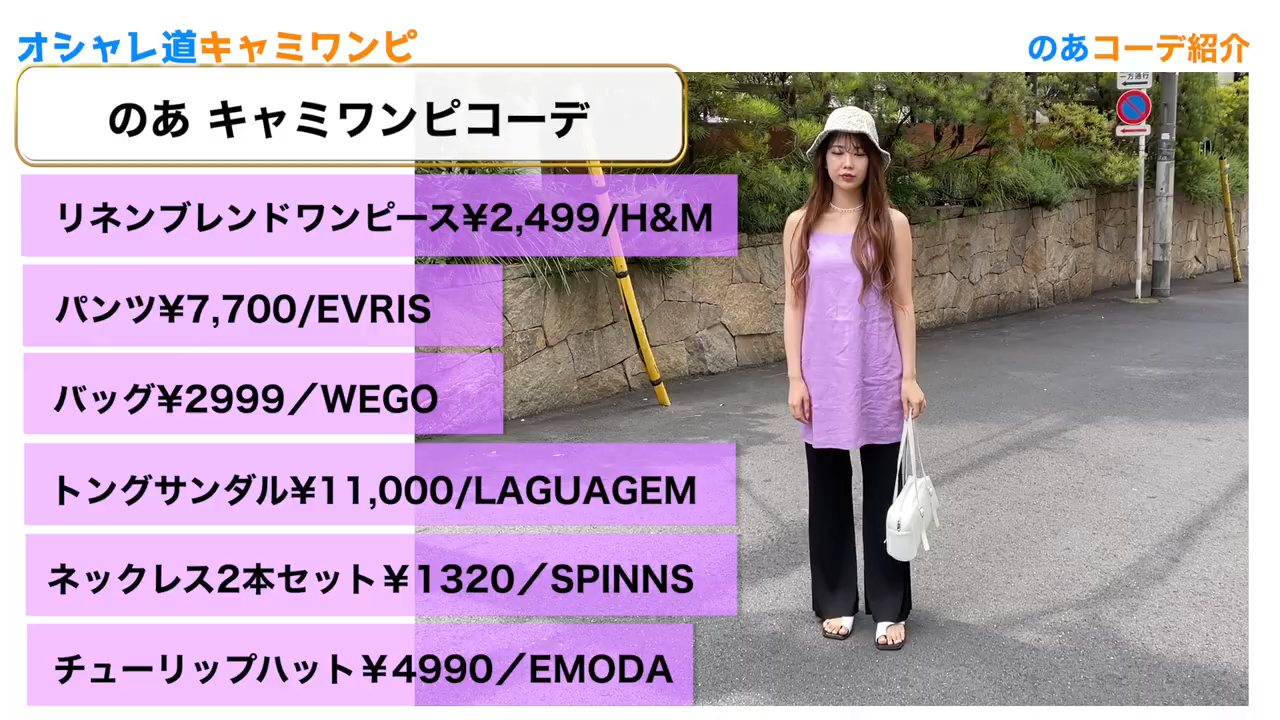 オシャレ道キャミワンピ
のあコーデ紹介
のあ キャミワンピコーデ
リネンブレンドワンピース¥2,499/H&M
パンツ¥7,700/EVRIS
バッグ¥2999／WEGO
トングサンダル¥11,000/LAGUAGEM
ネックレス2本セット￥1320／SPINNS
チューリップハット￥4990／EMODA
一方通行